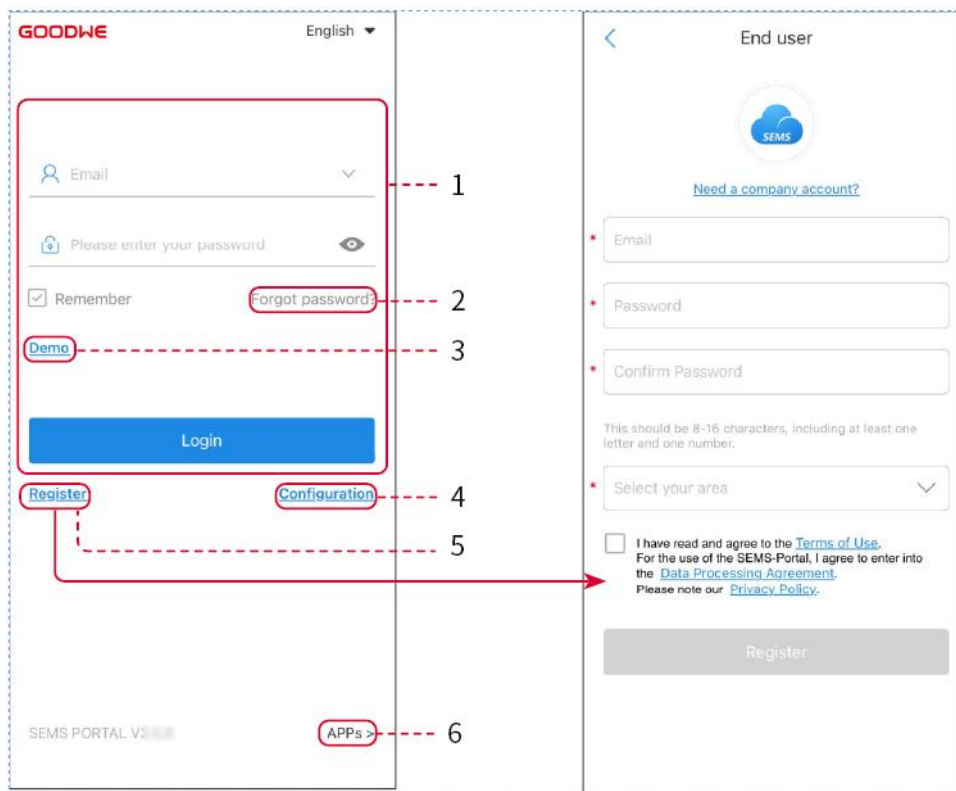 GOODWE
English
Email
1
Please enter your password
Remember
Forgot password?
2
Demo
3
Login
Register
Configuration
4
5
SEMS PORTAL
APPs >
6
End user
SEMS
Need a company account?
* Email
* Password
* Confirm Password
This should be 8-16 characters, including at least one
letter and one number.
* Select your area
I have read and agree to the Terms of Use.
For the use of the SEMS-Portal, I agree to enter into
the Data Processing Agreement.
Please note our Privacy Policy.
Register